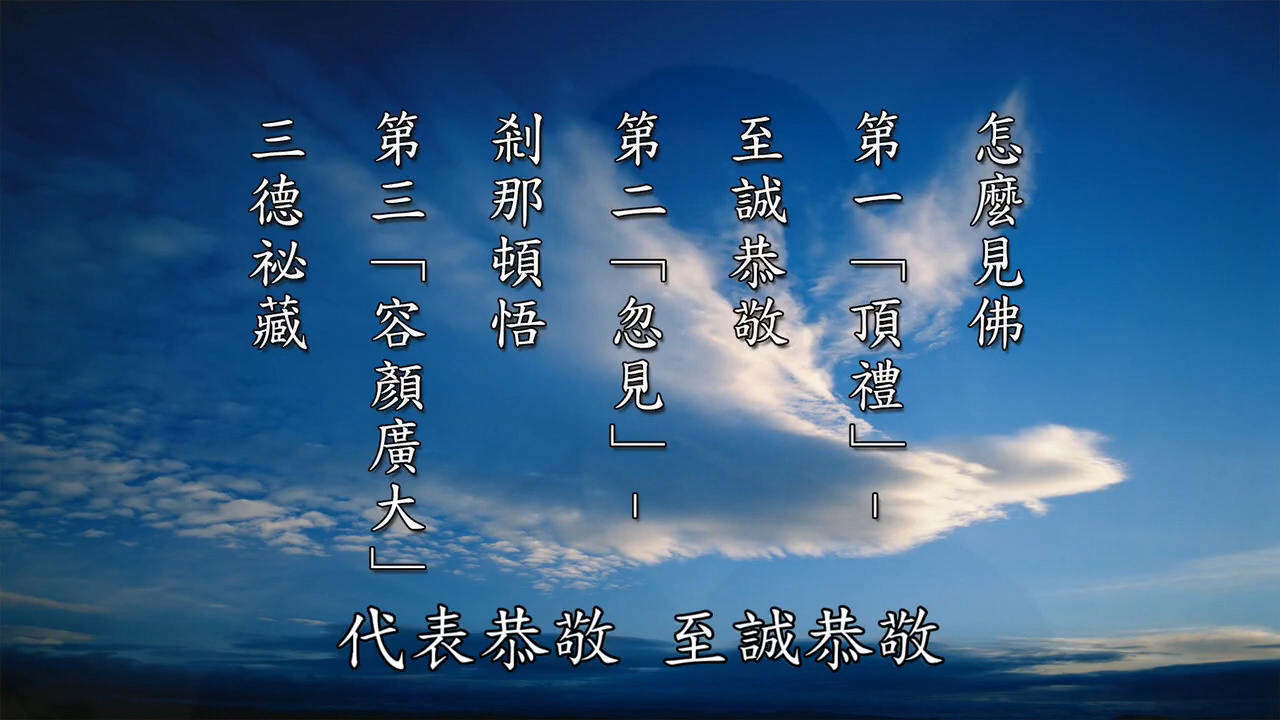 怎麼見佛
第一「頂禮」-
至誠恭敬
第二「忽見」-
剎那頓悟
第三「容顏廣大」
三德祕藏
代表恭敬 至誠恭敬